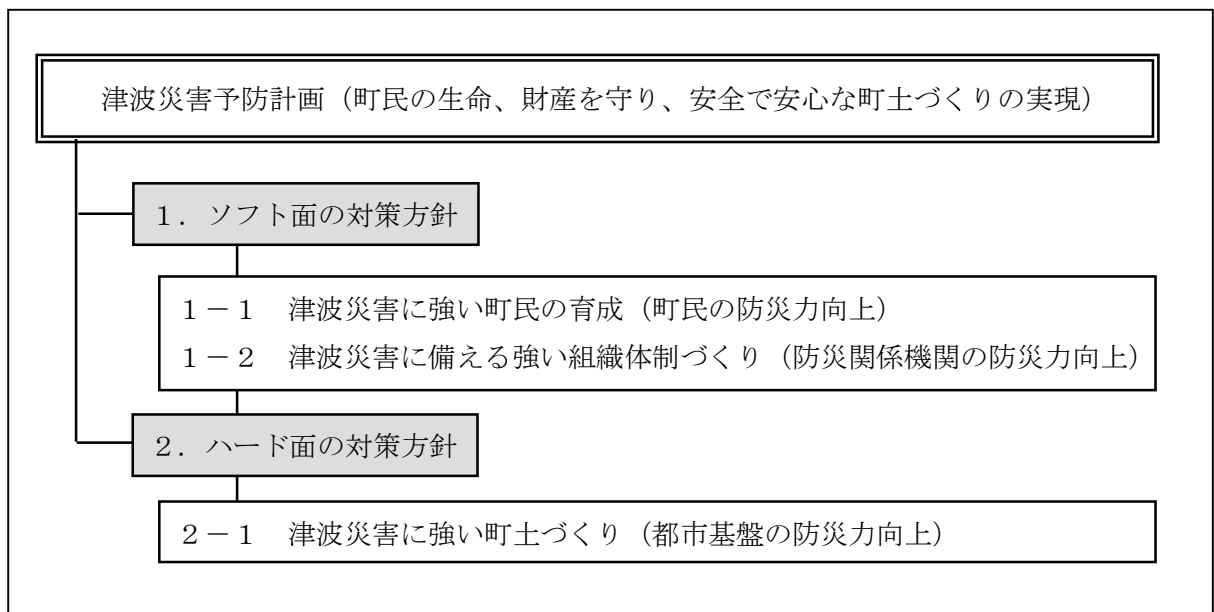 津波災害予防計画（町民の生命、財産を守り、安全で安心な町土づくりの実現）
１．ソフト面の対策方針
１－１　津波災害に強い町民の育成（町民の防災力向上）
１－２　津波災害に備える強い組織体制づくり（防災関係機関の防災力向上）
２．ハード面の対策方針
２－１　津波災害に強い町土づくり（都市基盤の防災力向上）